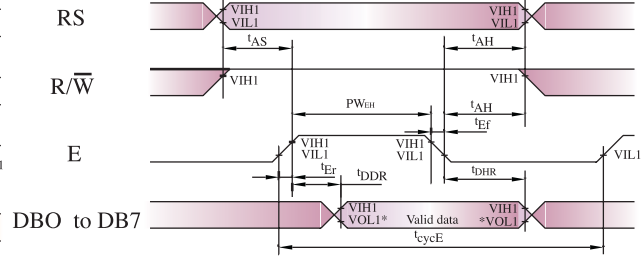 RS
VIH1
VIL1
VIH1
VIL1
tAS
tAH
R/W̅
VIH1
VIH1
PWEH
tAH
tEf
E
VIH1
VIL1
VIH1
VIL1
VIL1
tEr
tDDR
tDHR
DBO to DB7
VIH1
VOL1*
Valid data
VIH1
*VOL1
tcycE